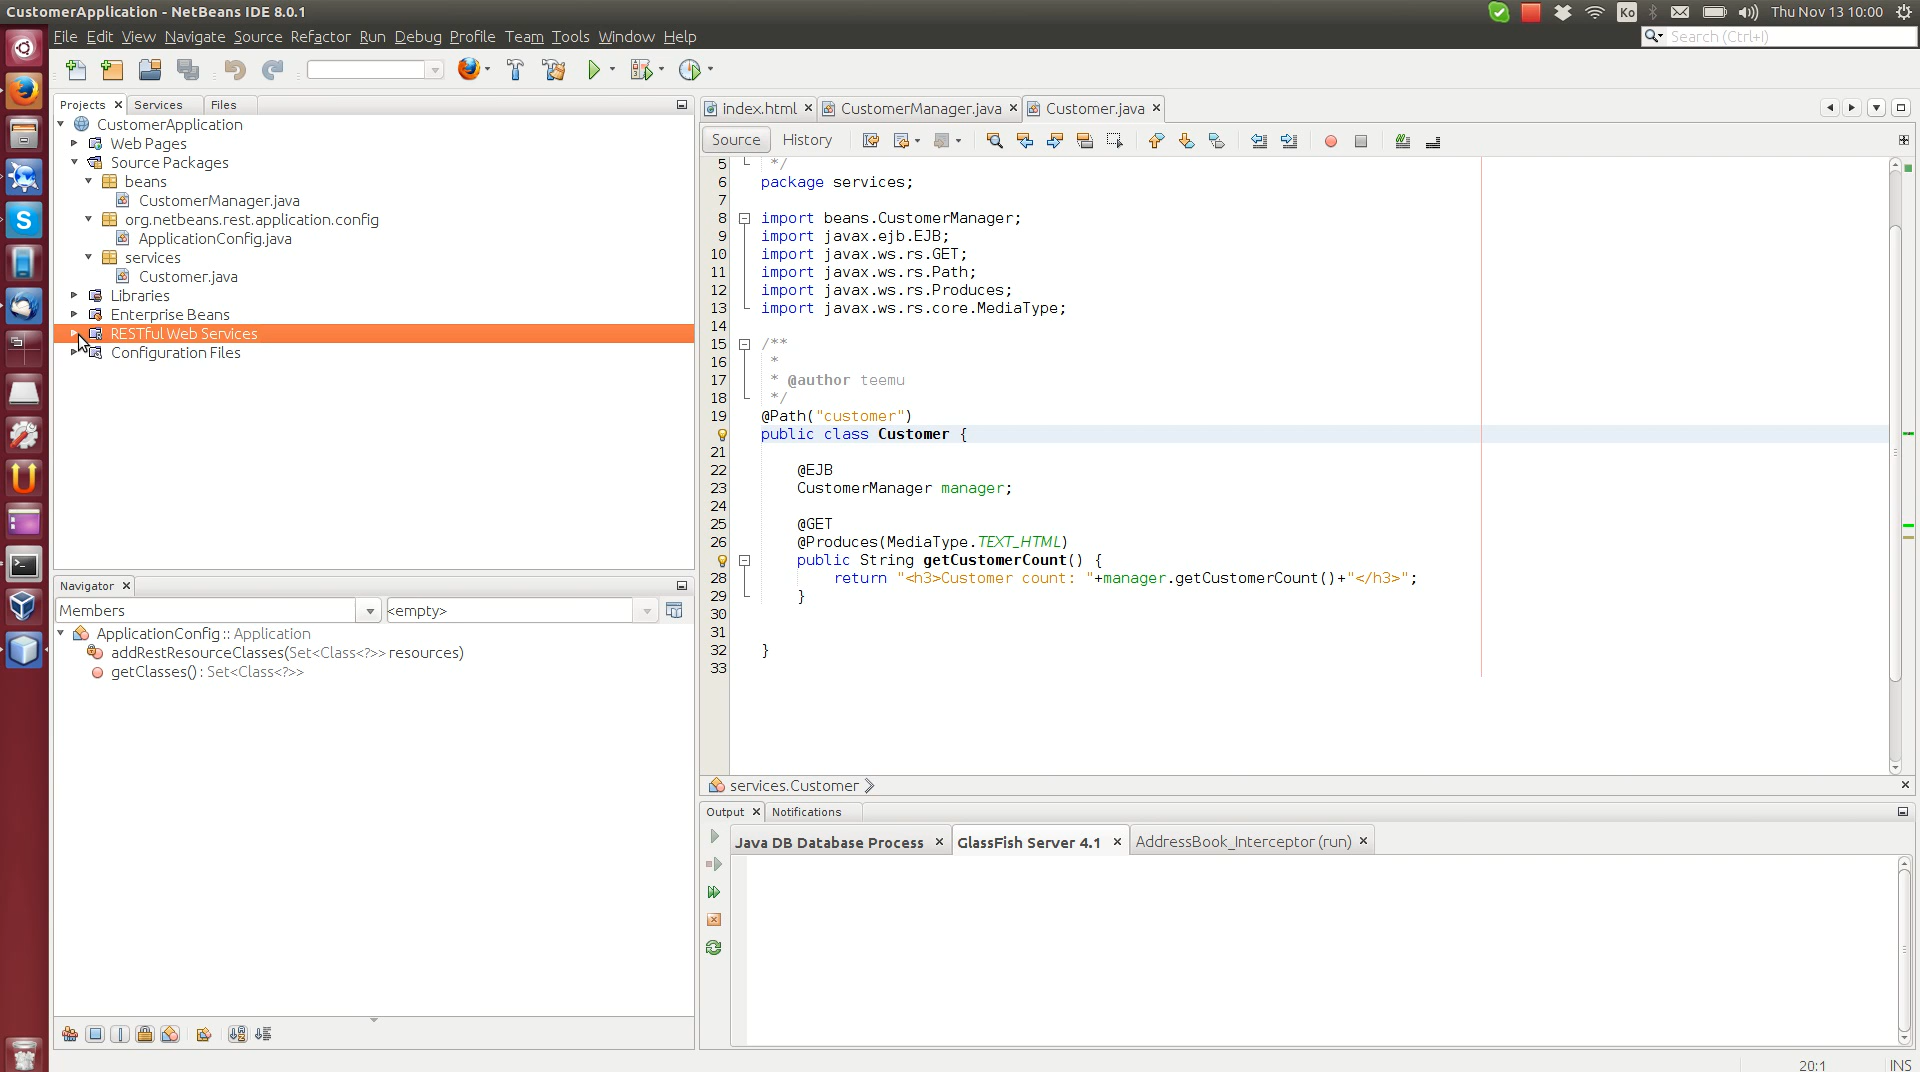 CustomerApplication - NetBeans IDE 8.0.1
Ko
Thu Nov 13 10:00
File Edit View Navigate Source Refactor Run Debug Profile Team Tools Window Help
Search (Ctrl+I)
Projects Services Files
CustomerApplication
Web Pages
Source Packages
beans
CustomerManager.java
org.netbeans.rest.application.config
ApplicationConfig.java
services
Customer.java
Libraries
Enterprise Beans
RESTful Web Services
Configuration Files
Navigator
Members
<empty>
ApplicationConfig :: Application
addRestResourceClasses(Set<Class<?>> resources)
getClasses() : Set<Class<?>>
index.html CustomerManager.java Customer.java
Source History
5 */
6 package services;
7
8 import beans.CustomerManager;
9 import javax.ejb.EJB;
10 import javax.ws.rs.GET;
11 import javax.ws.rs.Path;
12 import javax.ws.rs.Produces;
13 import javax.ws.rs.core.MediaType;
14
15 /**
16 *
17 * @author teemu
18 */
19 @Path("customer")
public class Customer {
21
22 @EJB
23 CustomerManager manager;
24
25 @GET
26 @Produces(MediaType.TEXT_HTML)
public String getCustomerCount() {
28 return "<h3>Customer count: "+manager.getCustomerCount()+"</h3>";
29 }
30
31
32 }
33
services.Customer
Output Notifications
Java DB Database Process GlassFish Server 4.1 AddressBook_Interceptor (run)
20:1 INS